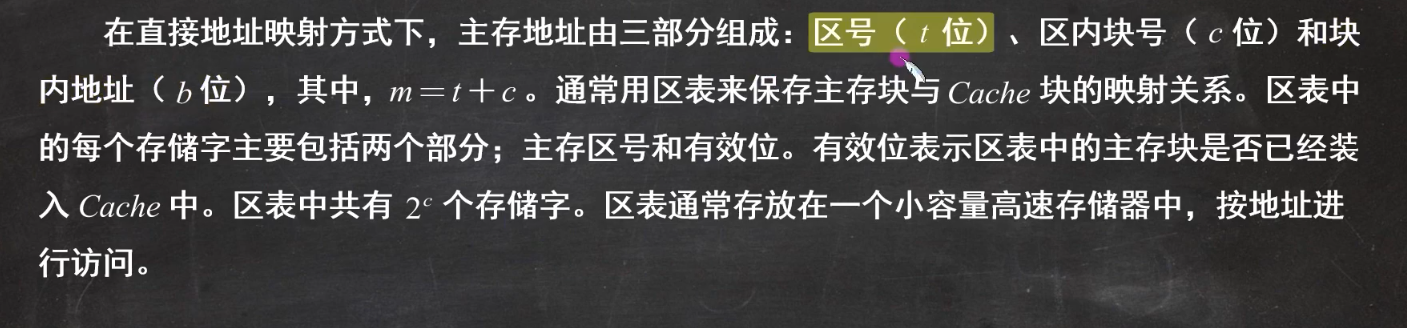 在直接地址映射方式下，主存地址由三部分组成：区号（ t 位）、区内块号（ c 位）和块
内地址（ b 位），其中，m＝t＋c 。通常用区表来保存主存块与 Cache 块的映射关系。区表中
的每个存储字主要包括两个部分；主存区号和有效位。有效位表示区表中的主存块是否已经装
入 Cache 中。区表中共有 2ᶜ 个存储字。区表通常存放在一个小容量高速存储器中，按地址进
行访问。